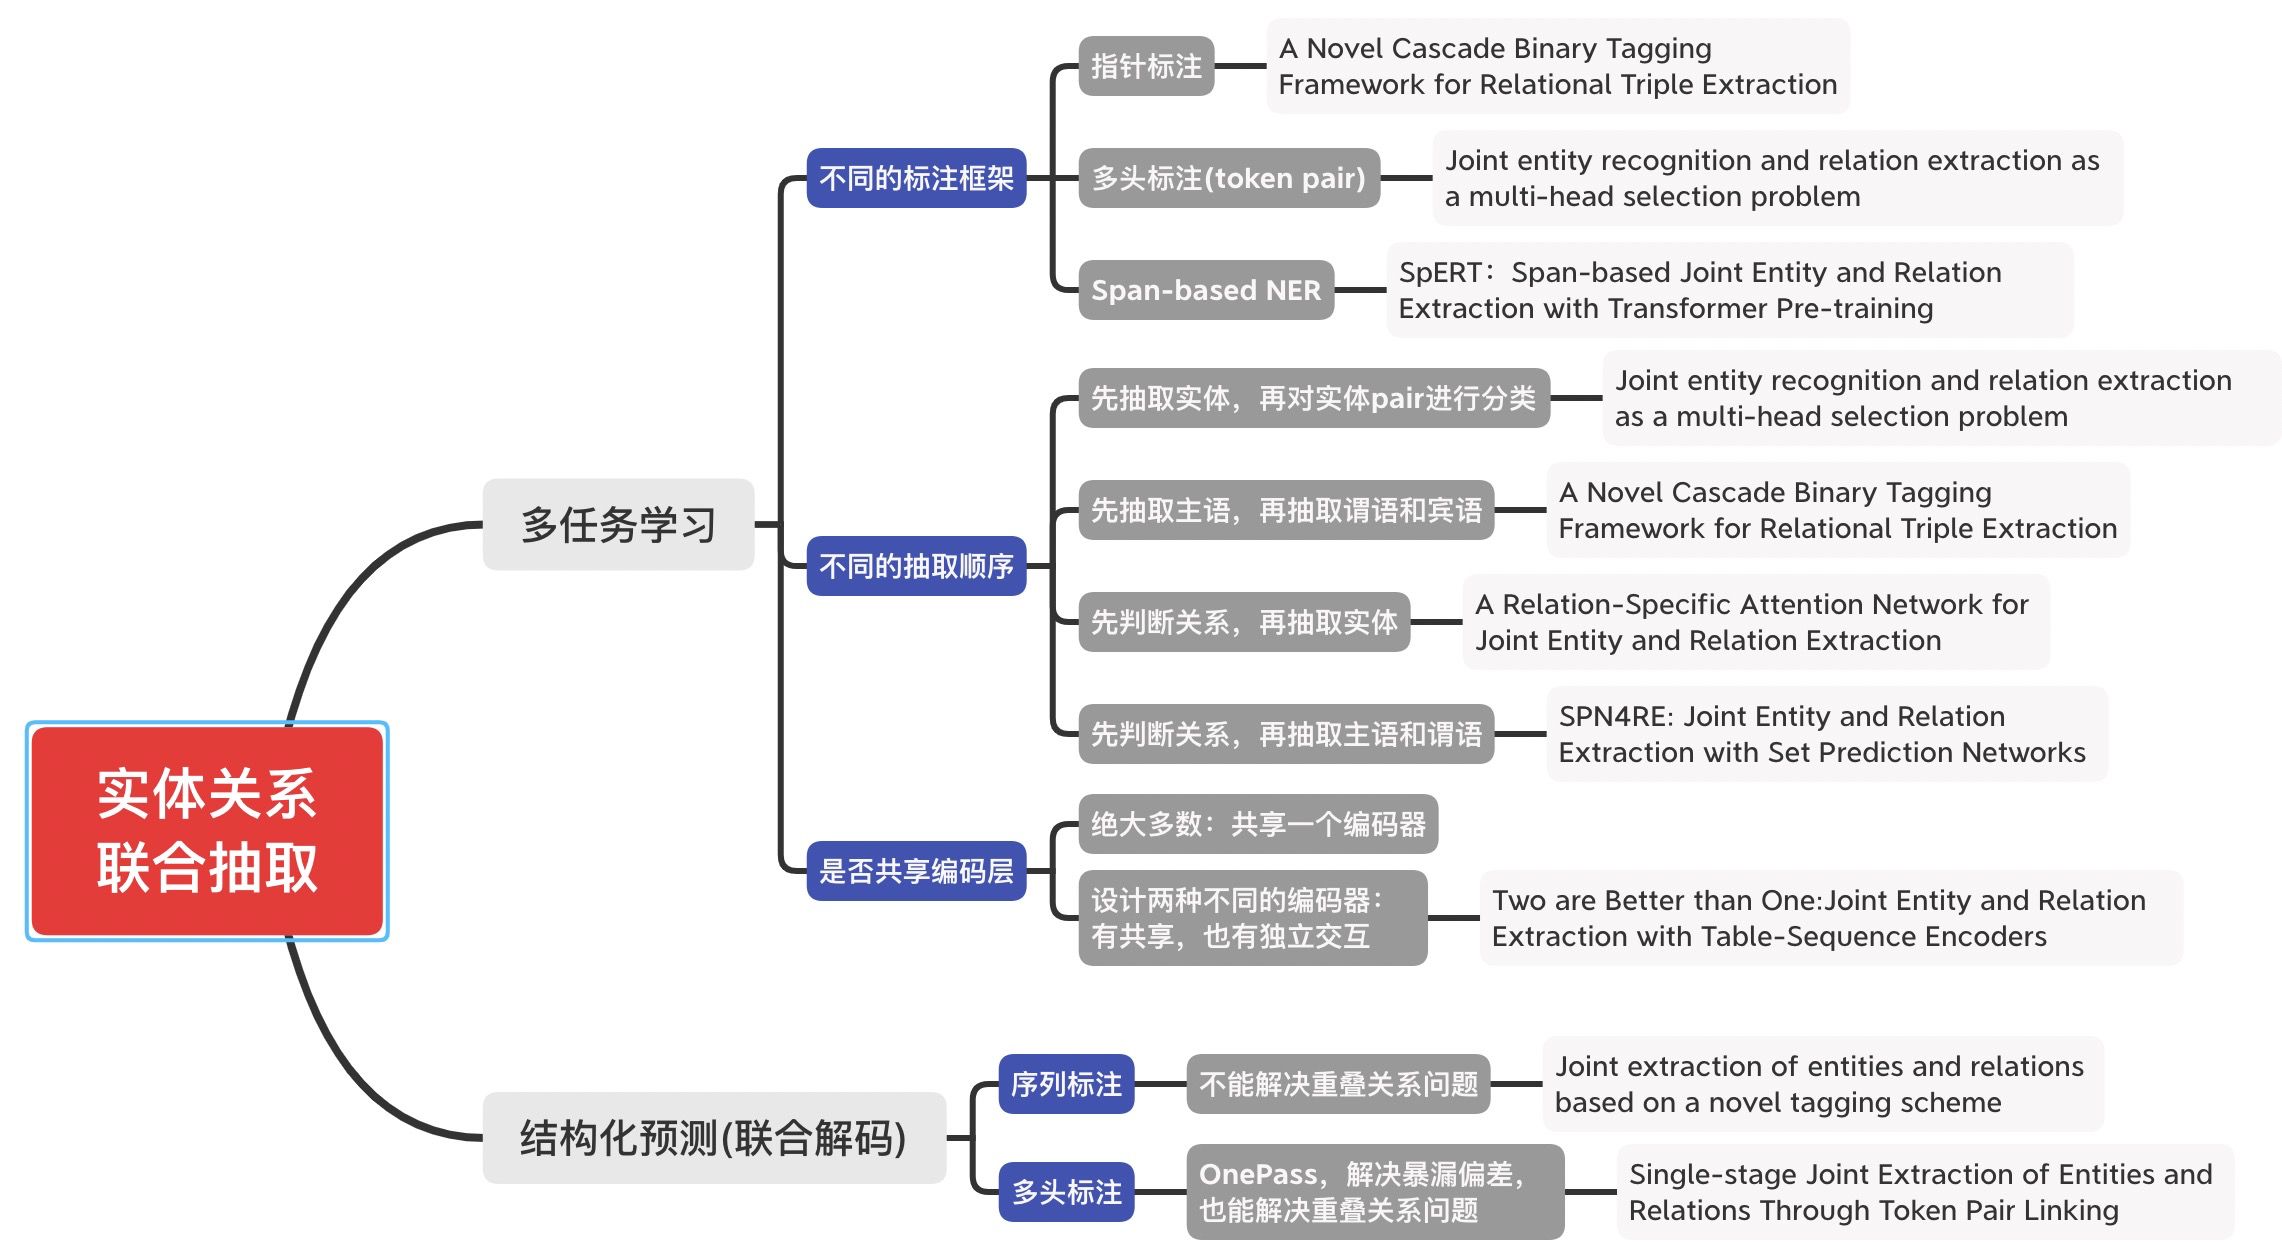 实体关系
联合抽取
多任务学习
不同的标注框架
指针标注
A Novel Cascade Binary Tagging
Framework for Relational Triple Extraction
多头标注(token pair)
Joint entity recognition and relation extraction as
a multi-head selection problem
Span-based NER
SpERT：Span-based Joint Entity and Relation
Extraction with Transformer Pre-training
不同的抽取顺序
先抽取实体，再对实体pair进行分类
Joint entity recognition and relation extraction
as a multi-head selection problem
先抽取主语，再抽取谓语和宾语
A Novel Cascade Binary Tagging
Framework for Relational Triple Extraction
先判断关系，再抽取实体
A Relation-Specific Attention Network for
Joint Entity and Relation Extraction
先判断关系，再抽取主语和谓语
SPN4RE: Joint Entity and Relation
Extraction with Set Prediction Networks
是否共享编码层
绝大多数：共享一个编码器
设计两种不同的编码器：
有共享，也有独立交互
Two are Better than One:Joint Entity and Relation
Extraction with Table-Sequence Encoders
结构化预测(联合解码)
序列标注
不能解决重叠关系问题
Joint extraction of entities and relations
based on a novel tagging scheme
多头标注
OnePass，解决暴漏偏差，
也能解决重叠关系问题
Single-stage Joint Extraction of Entities and
Relations Through Token Pair Linking